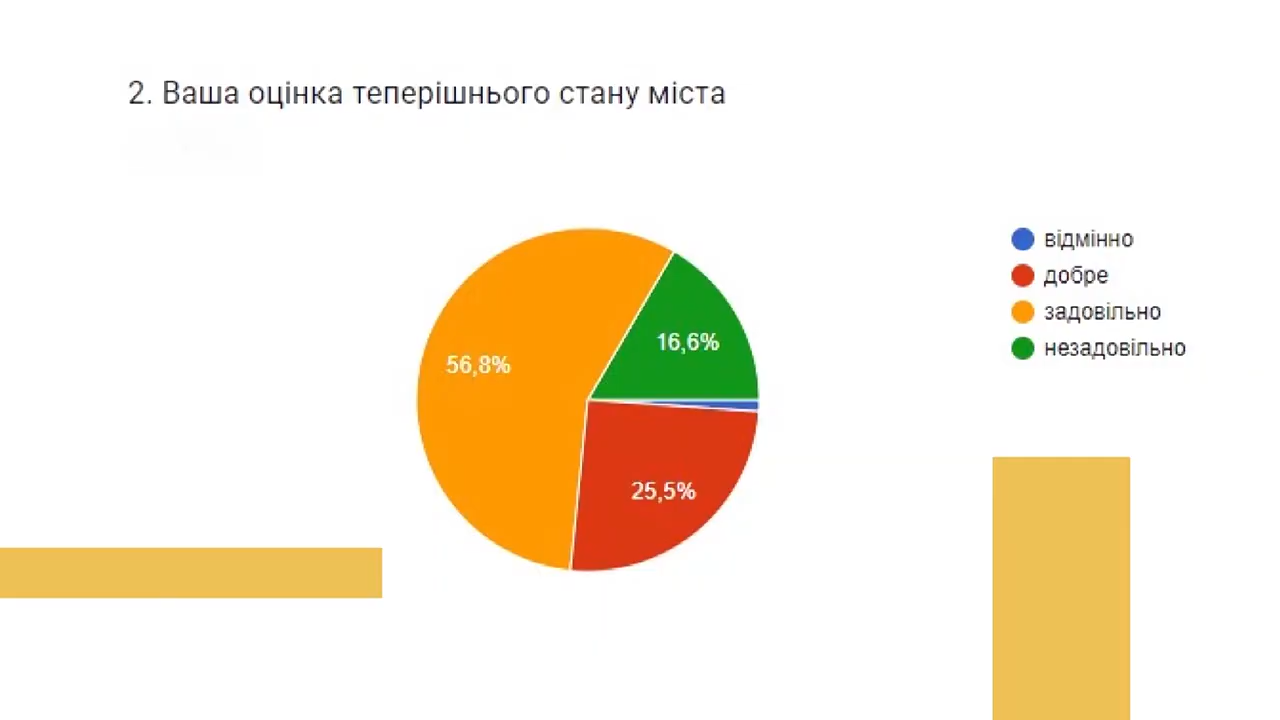 2. Ваша оцінка теперішнього стану міста
відмінно
добре
задовільно
незадовільно
16,6%
56,8%
25,5%